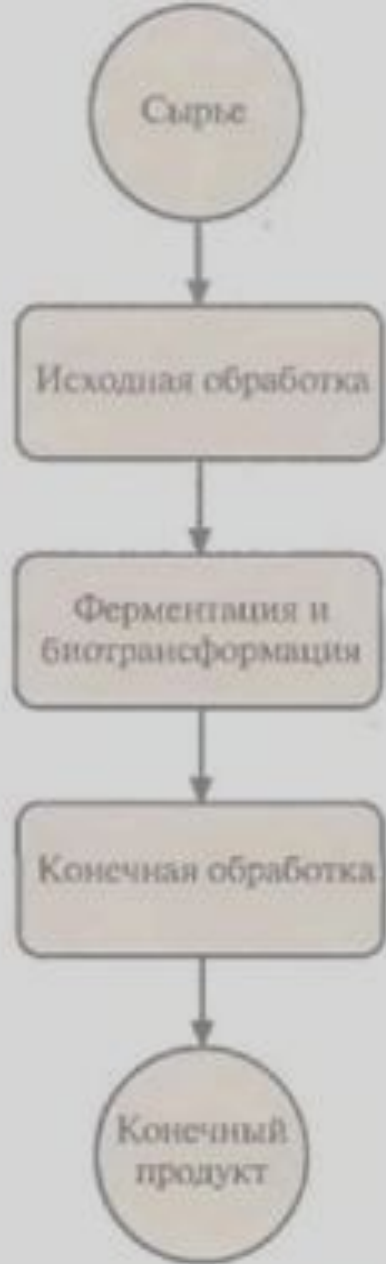 Сырье
Исходная обработка
Ферментация и
биотрансформация
Конечная обработка
Конечный
продукт